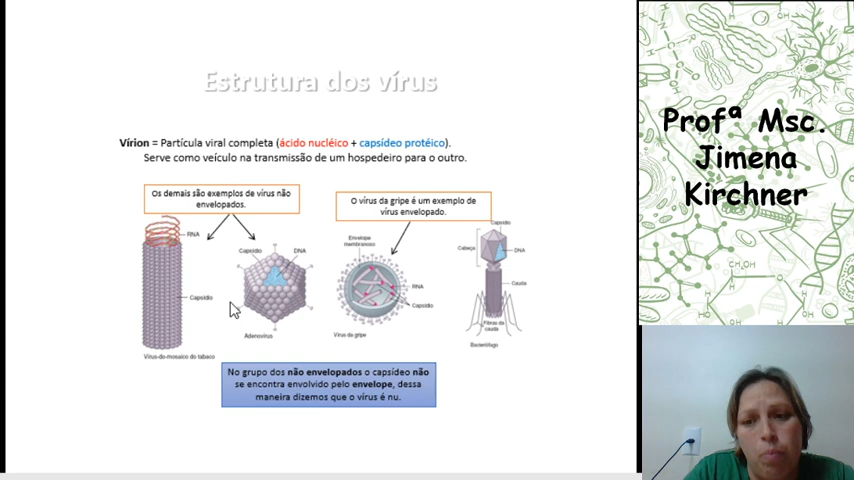 Estrutura dos vírus
Vírion = Partícula viral completa (ácido nucléico + capsídeo protéico).
Serve como veículo na transmissão de um hospedeiro para o outro.
Os demais são exemplos de vírus não
envelopados.
O vírus da gripe é um exemplo de
vírus envelopado.
RNA
Capsídio
Vírus-do-mosaico do tabaco
Capsídio
DNA
Adenovírus
Envelope
membranoso
RNA
Capsídio
Vírus da gripe
Capsídio
Cabeça
DNA
Cauda
Fibras da
cauda
Bacteriófago
No grupo dos não envelopados o capsídeo não
se encontra envolvido pelo envelope, dessa
maneira dizemos que o vírus é nu.
Profª Msc.
Jimena
Kirchner
CH₂OH